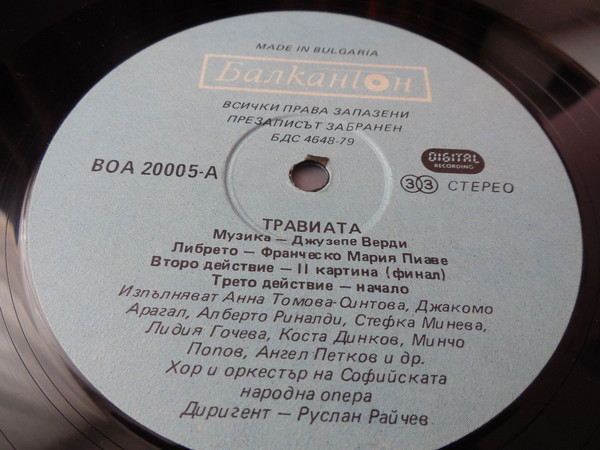 MADE IN BULGARIA
Балкантон
ВСИЧКИ ПРАВА ЗАПАЗЕНИ
ПРЕЗАПИСЪТ ЗАБРАНЕН
БДС 4648-79
ВОА 20005-А
DIGITAL
RECORDING
33 СТЕРЕО
ТРАВИАТА
Музика — Джузепе Верди
Либрето — Франческо Мария Пиаве
Второ действие — II картина (финал)
Трето действие — начало
Изпълняват Анна Томова-Синтова, Джакомо
Арагал, Алберто Риналди, Стефка Минева,
Лидия Гочева, Коста Динков, Минчо
Попов, Ангел Петков и др.
Хор и оркестър на Софийската
народна опера
Диригент — Руслан Райчев